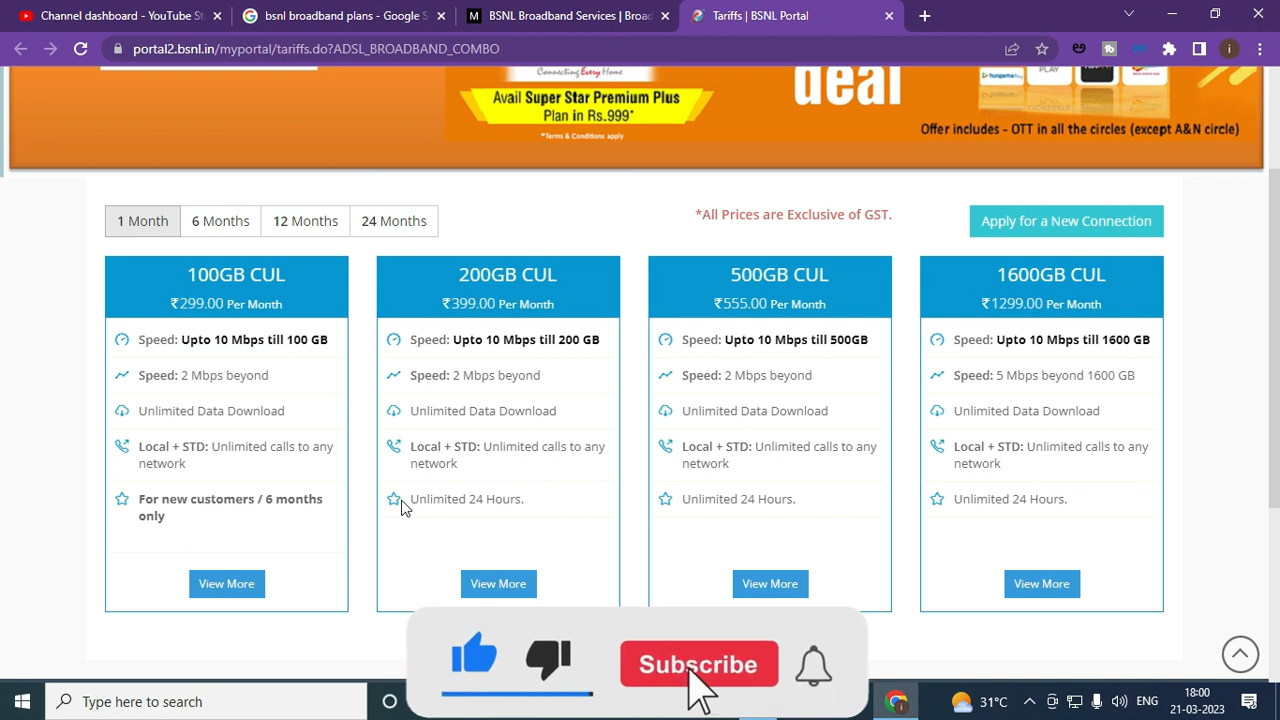 Channel dashboard - YouTube St
bsnl broadband plans - Google S
MBSNL Broadband Services | Broad
Tariffs | BSNL Portal
portal2.bsnl.in/myportal/tariffs.do?ADSL_BROADBAND_COMBO
Connecting Every Home
Avail Super Star Premium Plus
Plan in Rs.999*
*Terms & Conditions apply
deal
hungama
PLAY
Offer includes - OTT in all the circles (except A&N circle)
1 Month
6 Months
12 Months
24 Months
*All Prices are Exclusive of GST.
Apply for a New Connection
100GB CUL
₹299.00 Per Month
Speed: Upto 10 Mbps till 100 GB
Speed: 2 Mbps beyond
Unlimited Data Download
Local + STD: Unlimited calls to any
network
For new customers / 6 months
only
View More
200GB CUL
₹399.00 Per Month
Speed: Upto 10 Mbps till 200 GB
Speed: 2 Mbps beyond
Unlimited Data Download
Local + STD: Unlimited calls to any
network
Unlimited 24 Hours.
View More
500GB CUL
₹555.00 Per Month
Speed: Upto 10 Mbps till 500GB
Speed: 2 Mbps beyond
Unlimited Data Download
Local + STD: Unlimited calls to any
network
Unlimited 24 Hours.
View More
1600GB CUL
₹1299.00 Per Month
Speed: Upto 10 Mbps till 1600 GB
Speed: 5 Mbps beyond 1600 GB
Unlimited Data Download
Local + STD: Unlimited calls to any
network
Unlimited 24 Hours.
View More
Subscribe
Type here to search
31°C
ENG
18:00
21-03-2023